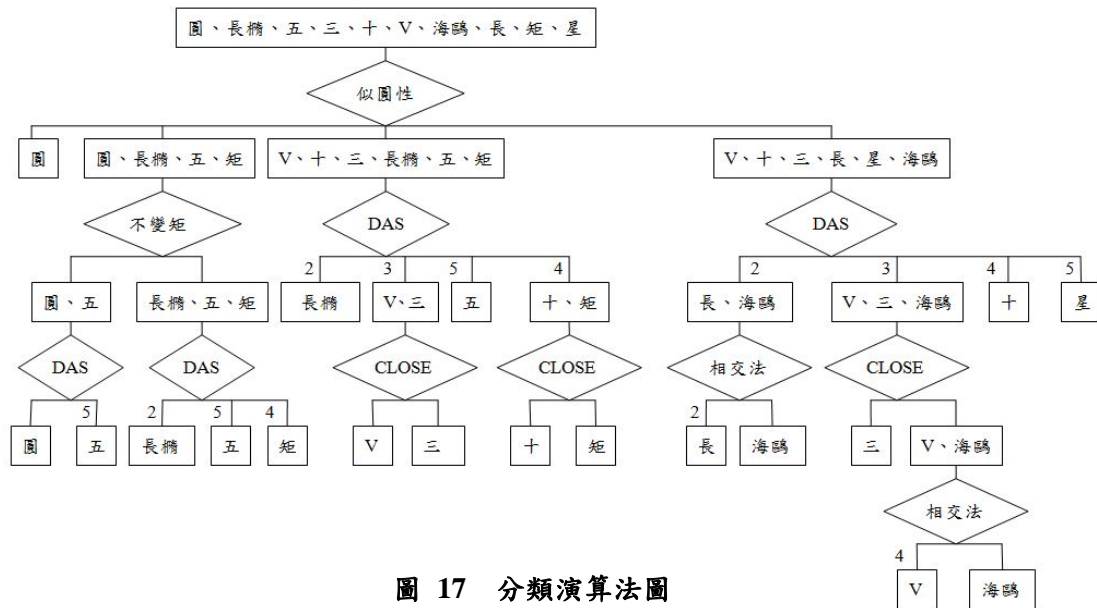 圓、長橢、五、三、十、V、海鷗、長、矩、星
似圓性
圓
圓、長橢、五、矩
V、十、三、長橢、五、矩
V、十、三、長、星、海鷗
不變矩
DAS
DAS
2
3
5
4
2
3
4
5
圓、五
長橢、五、矩
長橢
V、三
五
十、矩
長、海鷗
V、三、海鷗
十
星
DAS
DAS
CLOSE
CLOSE
相交法
CLOSE
5
2
5
4
2
圓
五
長橢
五
矩
V
三
十
矩
長
海鷗
三
V、海鷗
相交法
4
V
海鷗
圖 17 分類演算法圖